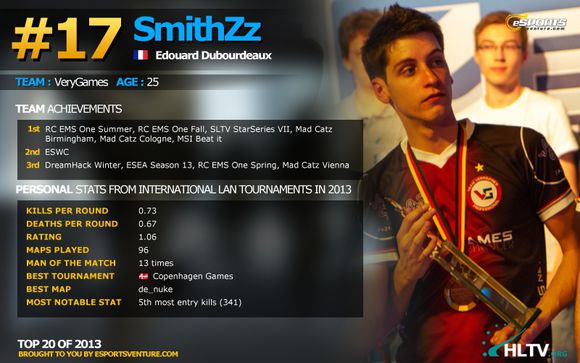 #17
SmithZz
Edouard Dubourdeaux
eSPORTS
venture.com
TEAM : VeryGames AGE : 25
TEAM ACHIEVEMENTS
1st RC EMS One Summer, RC EMS One Fall, SLTV StarSeries VII, Mad Catz
Birmingham, Mad Catz Cologne, MSI Beat it
2nd ESWC
3rd DreamHack Winter, ESEA Season 13, RC EMS One Spring, Mad Catz Vienna
PERSONAL STATS FROM INTERNATIONAL LAN TOURNAMENTS IN 2013
KILLS PER ROUND 0.73
DEATHS PER ROUND 0.67
RATING 1.06
MAPS PLAYED 96
MAN OF THE MATCH 13 times
BEST TOURNAMENT Copenhagen Games
BEST MAP de_nuke
MOST NOTABLE STAT 5th most entry kills (341)
VG
GAMES
TOP 20 OF 2013
BROUGHT TO YOU BY ESPORTSVENTURE.COM
HLTV.ORG